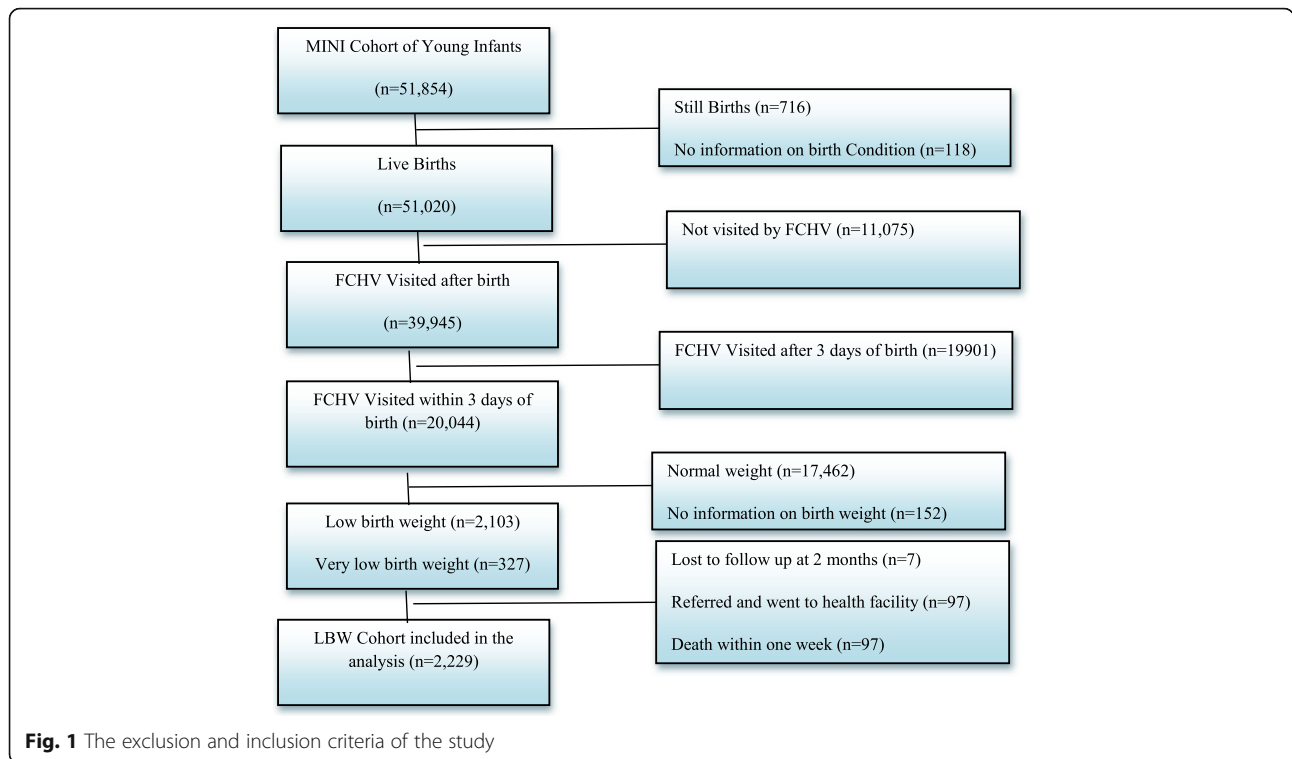 MINI Cohort of Young Infants
(n=51,854)
Still Births (n=716)
No information on birth Condition (n=118)
Live Births
(n=51,020)
Not visited by FCHV (n=11,075)
FCHV Visited after birth
(n=39,945)
FCHV Visited after 3 days of birth (n=19901)
FCHV Visited within 3 days of
birth (n=20,044)
Normal weight (n=17,462)
No information on birth weight (n=152)
Low birth weight (n=2,103)
Very low birth weight (n=327)
Lost to follow up at 2 months (n=7)
Referred and went to health facility (n=97)
Death within one week (n=97)
LBW Cohort included in the
analysis (n=2,229)
Fig. 1 The exclusion and inclusion criteria of the study